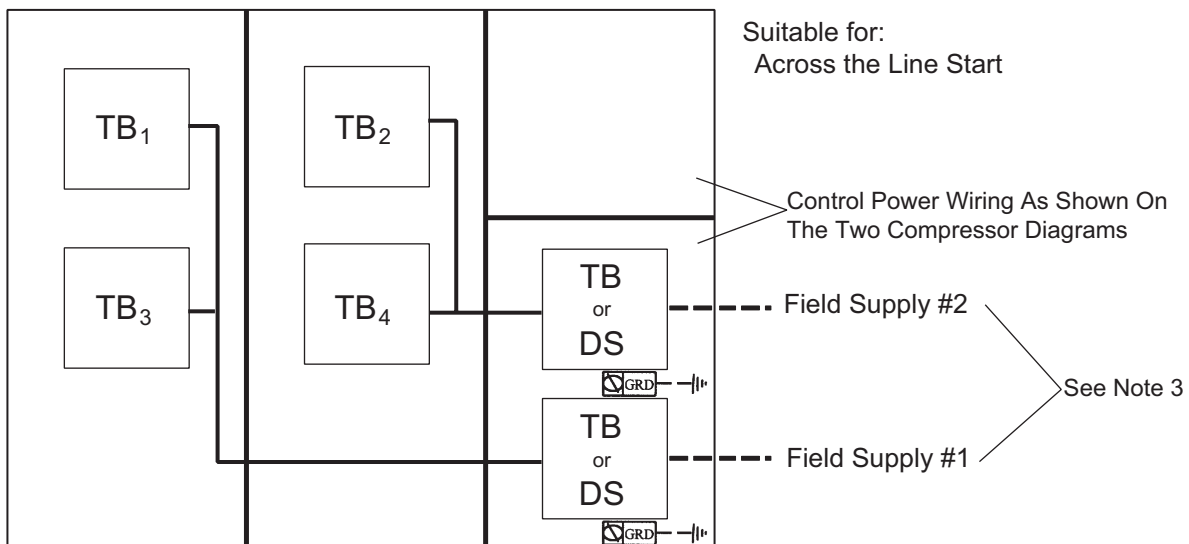 Suitable for:
Across the Line Start
TB₁
TB₂
Control Power Wiring As Shown On
The Two Compressor Diagrams
TB₃
TB₄
TB
or
DS
Field Supply #2
GRD
See Note 3
TB
or
DS
Field Supply #1
GRD